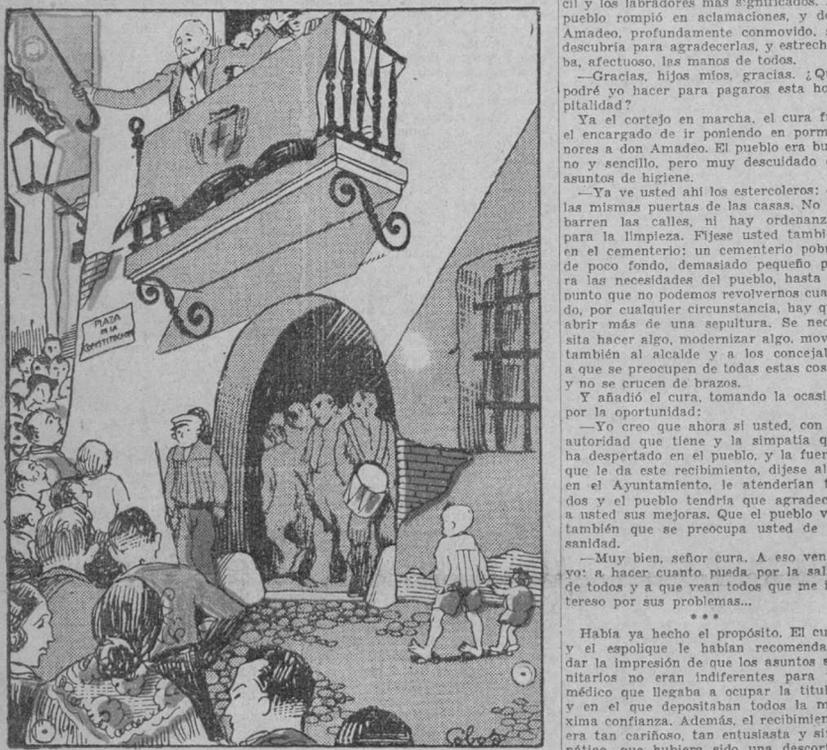 PLAZA
DE LA
CONSTITUCION
Cobos
cil y los labradores más significados.
pueblo rompió en aclamaciones, y do
Amadeo, profundamente conmovido, s
descubría para agradecerlas, y estrech
ba, afectuoso, las manos de todos.
—Gracias, hijos míos, gracias. ¿Qu
podré yo hacer para pagaros esta ho
pitalidad?
Ya el cortejo en marcha, el cura f
el encargado de ir poniendo en porm
nores a don Amadeo. El pueblo era bu
no y sencillo, pero muy descuidado
asuntos de higiene.
—Ya ve usted ahí los estercoleros:
las mismas puertas de las casas. No
barren las calles, ni hay ordenanz
para la limpieza. Fíjese usted tambi
en el cementerio: un cementerio pobr
de poco fondo, demasiado pequeño p
ra las necesidades del pueblo, hasta
punto que no podemos revolvernos cua
do, por cualquier circunstancia, hay q
abrir más de una sepultura. Se nec
sita hacer algo, modernizar algo, mov
también al alcalde y a los concejal
a que se preocupen de todas estas cos
y no se crucen de brazos.
Y añadió el cura, tomando la ocasi
por la oportunidad:
—Yo creo que ahora si usted, con
autoridad que tiene y la simpatía q
ha despertado en el pueblo, y la fuer
que le da este recibimiento, dijese al
en el Ayuntamiento, le atenderían t
dos y el pueblo tendría que agradec
a usted sus mejoras. Que el pueblo v
también que se preocupa usted de
sanidad.
—Muy bien, señor cura. A eso ven
yo: a hacer cuanto pueda por la sal
de todos y a que vean todos que me i
tereso por sus problemas...
* * *
Había ya hecho el propósito. El cu
y el espolique le habían recomenda
dar la impresión de que los asuntos s
nitarios no eran indiferentes para
médico que llegaba a ocupar la titul
y en el que depositaban todos la m
xima confianza. Además, el recibimien
era tan cariñoso, tan entusiasta y si
pático, que hubiera sido una